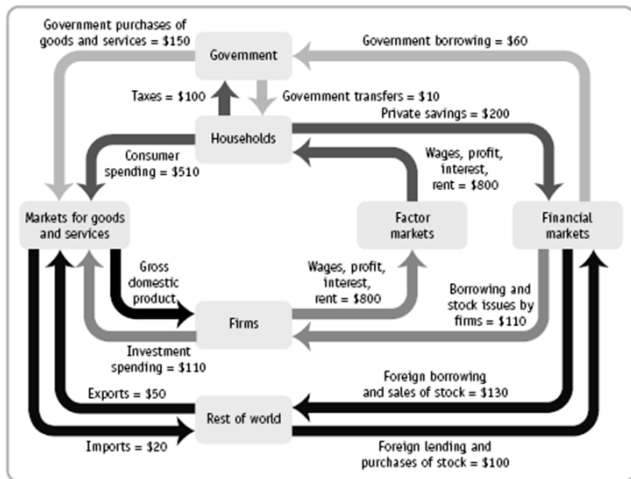 Government purchases of
goods and services = $150
Government
Government borrowing = $60
Taxes = $100
Government transfers = $10
Private savings = $200
Households
Consumer
spending = $510
Wages, profit,
interest,
rent = $800
Markets for goods
and services
Factor
markets
Financial
markets
Gross
domestic
product
Wages, profit,
interest,
rent = $800
Borrowing and
stock issues by
firms = $110
Firms
Investment
spending = $110
Exports = $50
Foreign borrowing
and sales of stock = $130
Rest of world
Imports = $20
Foreign lending and
purchases of stock = $100